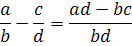 a/b − c/d = (ad − bc)/bd